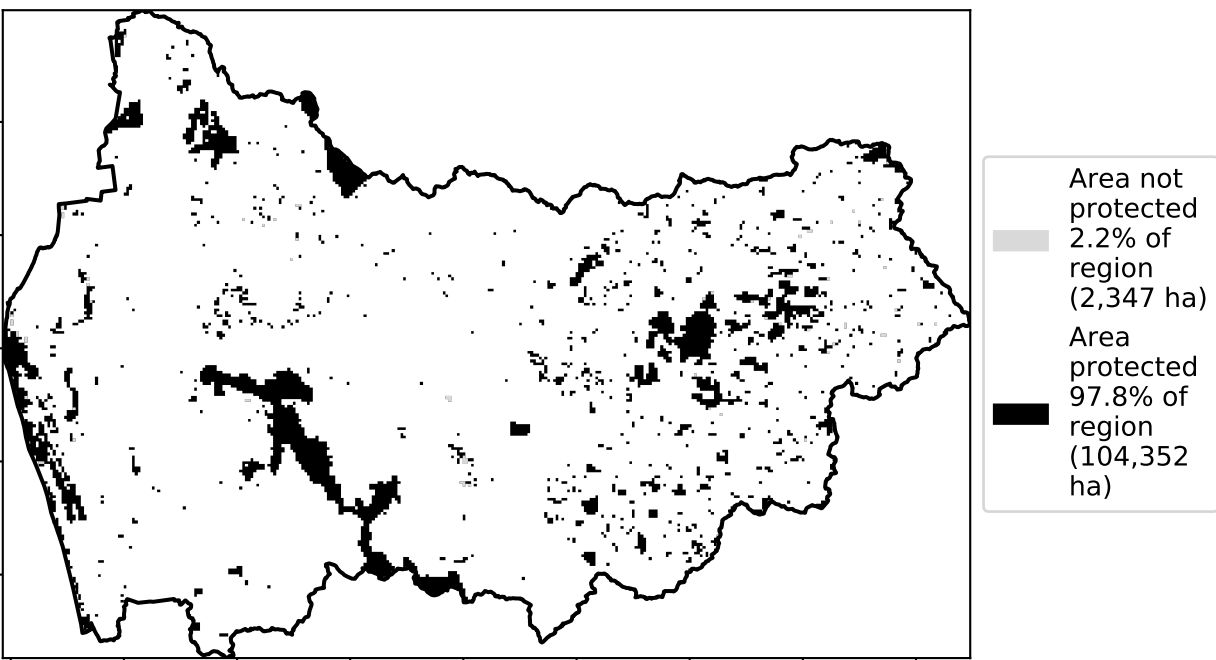 Area not
protected
2.2% of
region
(2,347 ha)
Area
protected
97.8% of
region
(104,352
ha)